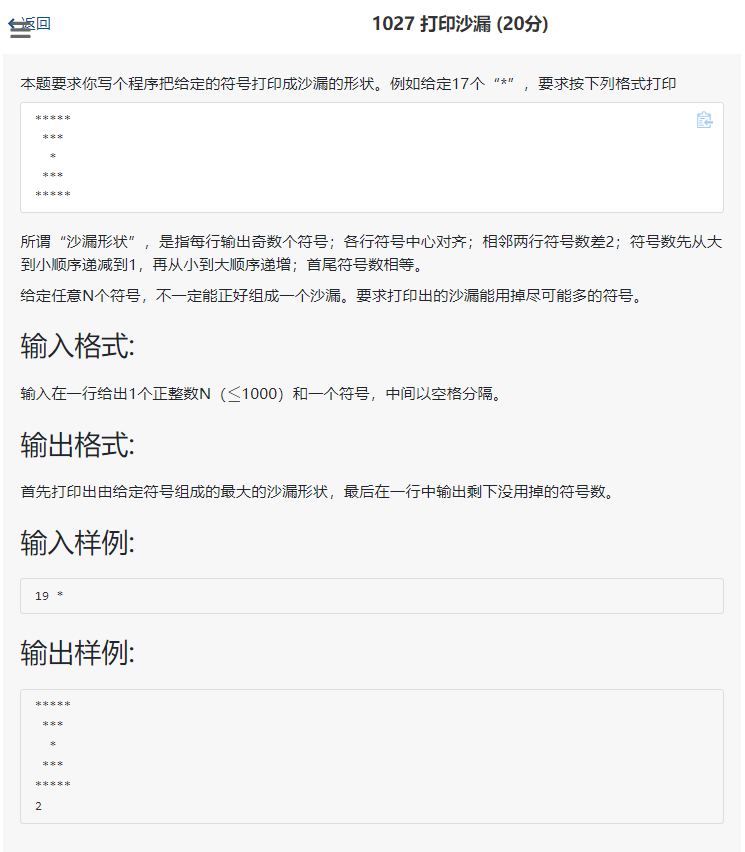 返回
1027 打印沙漏 (20分)
本题要求你写个程序把给定的符号打印成沙漏的形状。例如给定17个“*”，要求按下列格式打印
*****
 ***
  *
 ***
*****
所谓“沙漏形状”，是指每行输出奇数个符号；各行符号中心对齐；相邻两行符号数差2；符号数先从大
到小顺序递减到1，再从小到大顺序递增；首尾符号数相等。
给定任意N个符号，不一定能正好组成一个沙漏。要求打印出的沙漏能用掉尽可能多的符号。
输入格式:
输入在一行给出1个正整数N（≤1000）和一个符号，中间以空格分隔。
输出格式:
首先打印出由给定符号组成的最大的沙漏形状，最后在一行中输出剩下没用掉的符号数。
输入样例:
19 *
输出样例:
*****
 ***
  *
 ***
*****
2